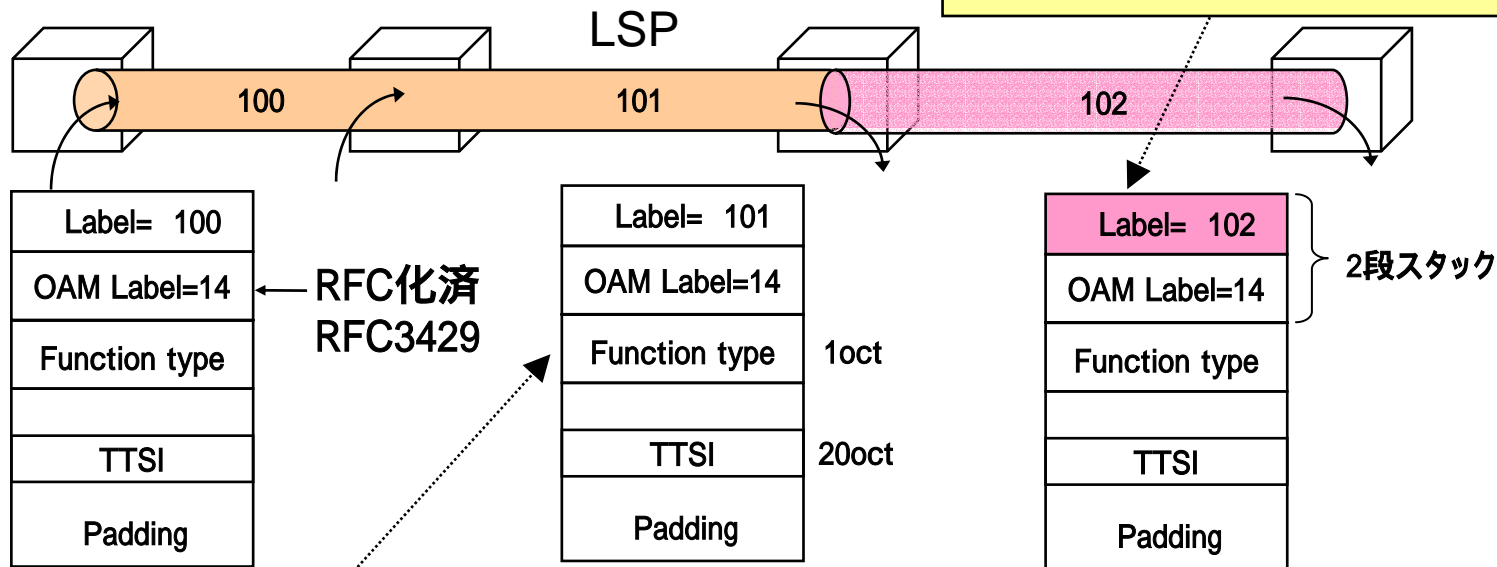 LSP
100
101
102
Label= 100
OAM Label=14
Function type
TTSI
Padding
RFC化済
RFC3429
Label= 101
OAM Label=14
Function type
TTSI
Padding
1oct
20oct
Label= 102
OAM Label=14
Function type
TTSI
Padding
2段スタック